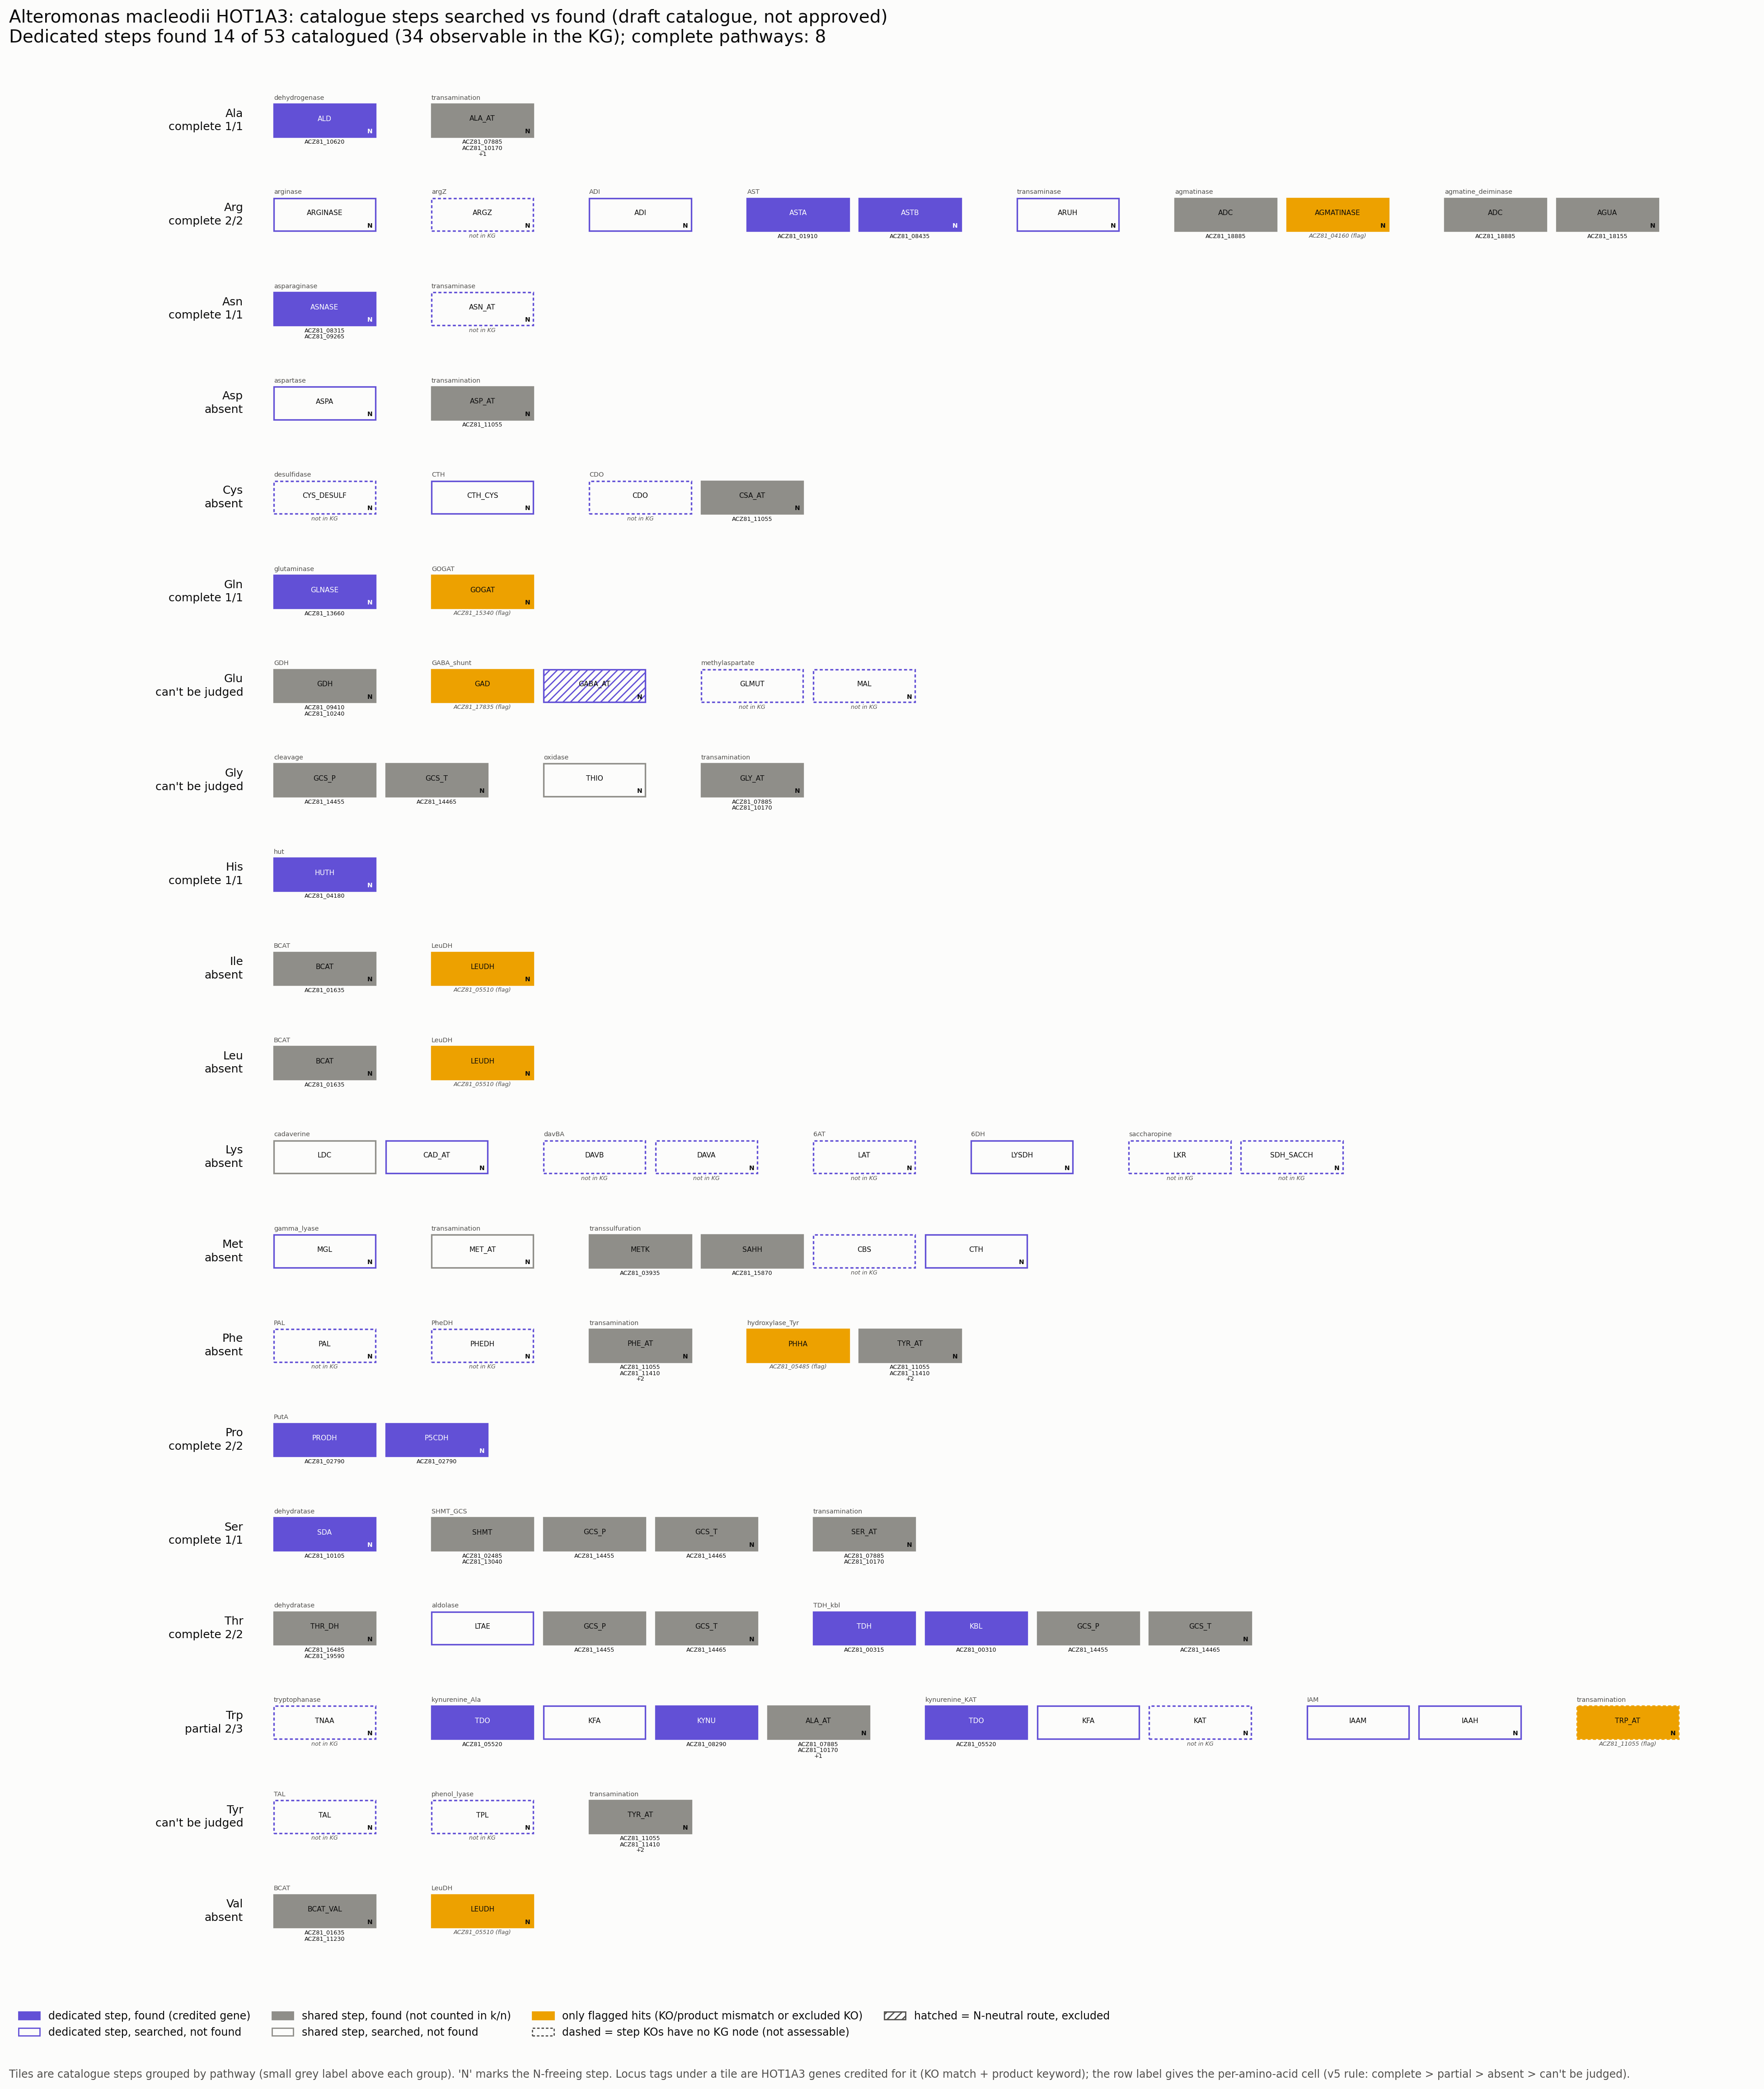 Alteromonas macleodii HOT1A3: catalogue steps searched vs found (draft catalogue, not approved)
Dedicated steps found 14 of 53 catalogued (34 observable in the KG); complete pathways: 8
dehydrogenase transamination
Ala
complete 1/1
ALD N ALA_AT N
ACZ81_10620 ACZ81_07885
ACZ81_10170
+1
arginase argZ ADI AST transaminase agmatinase agmatine_deiminase
Arg
complete 2/2
ARGINASE N ARGZ N ADI N ASTA ASTB N ARUH N ADC AGMATINASE N ADC AGUA N
not in KG ACZ81_01910 ACZ81_08435 ACZ81_18885 ACZ81_04160 (flag) ACZ81_18885 ACZ81_18155
asparaginase transaminase
Asn
complete 1/1
ASNASE N ASN_AT N
ACZ81_08315 not in KG
ACZ81_09265
aspartase transamination
Asp
absent
ASPA N ASP_AT N
ACZ81_11055
desulfidase CTH CDO
Cys
absent
CYS_DESULF N CTH_CYS N CDO CSA_AT N
not in KG not in KG ACZ81_11055
glutaminase GOGAT
Gln
complete 1/1
GLNASE N GOGAT N
ACZ81_13660 ACZ81_15340 (flag)
GDH GABA_shunt methylaspartate
Glu
can't be judged
GDH N GAD GABA_AT N GLMUT MAL N
ACZ81_09410 ACZ81_17835 (flag) not in KG not in KG
ACZ81_10240
cleavage oxidase transamination
Gly
can't be judged
GCS_P GCS_T N THIO N GLY_AT N
ACZ81_14455 ACZ81_14465 ACZ81_07885
ACZ81_10170
hut
His
complete 1/1
HUTH N
ACZ81_04180
BCAT LeuDH
Ile
absent
BCAT N LEUDH N
ACZ81_01635 ACZ81_05510 (flag)
BCAT LeuDH
Leu
absent
BCAT N LEUDH N
ACZ81_01635 ACZ81_05510 (flag)
cadaverine davBA 6AT 6DH saccharopine
Lys
absent
LDC CAD_AT N DAVB DAVA LAT N LYSDH N LKR SDH_SACCH N
not in KG not in KG not in KG not in KG not in KG
gamma_lyase transamination transsulfuration
Met
absent
MGL N MET_AT N METK SAHH CBS CTH N
ACZ81_03935 ACZ81_15870 not in KG
PAL PheDH transamination hydroxylase_Tyr
Phe
absent
PAL N PHEDH N PHE_AT N PHHA TYR_AT N
not in KG not in KG ACZ81_11055 ACZ81_05485 (flag) ACZ81_11055
ACZ81_11410 ACZ81_11410
+2 +2
PutA
Pro
complete 2/2
PRODH P5CDH N
ACZ81_02790 ACZ81_02790
dehydratase SHMT_GCS transamination
Ser
complete 1/1
SDA N SHMT GCS_P GCS_T N SER_AT N
ACZ81_10105 ACZ81_02485 ACZ81_14455 ACZ81_14465 ACZ81_07885
ACZ81_13040 ACZ81_10170
dehydratase aldolase TDH_kbl
Thr
complete 2/2
THR_DH N LTAE GCS_P GCS_T N TDH KBL GCS_P GCS_T N
ACZ81_16485 ACZ81_14455 ACZ81_14465 ACZ81_00315 ACZ81_00310 ACZ81_14455 ACZ81_14465
ACZ81_19590
tryptophanase kynurenine_Ala kynurenine_KAT IAM transamination
Trp
partial 2/3
TNAA N TDO KFA KYNU ALA_AT N TDO KFA KAT N IAAM IAAH N TRP_AT N
not in KG ACZ81_05520 ACZ81_08290 ACZ81_07885 ACZ81_05520 not in KG ACZ81_11055 (flag)
ACZ81_10170
+1
TAL phenol_lyase transamination
Tyr
can't be judged
TAL N TPL N TYR_AT N
not in KG not in KG ACZ81_11055
ACZ81_11410
+2
BCAT LeuDH
Val
absent
BCAT_VAL N LEUDH N
ACZ81_01635 ACZ81_05510 (flag)
ACZ81_11230
dedicated step, found (credited gene) shared step, found (not counted in k/n) only flagged hits (KO/product mismatch or excluded KO) hatched = N-neutral route, excluded
dedicated step, searched, not found shared step, searched, not found dashed = step KOs have no KG node (not assessable)
Tiles are catalogue steps grouped by pathway (small grey label above each group). 'N' marks the N-freeing step. Locus tags under a tile are HOT1A3 genes credited for it (KO match + product keyword); the row label gives the per-amino-acid cell (v5 rule: complete > partial > absent > can't be judged).